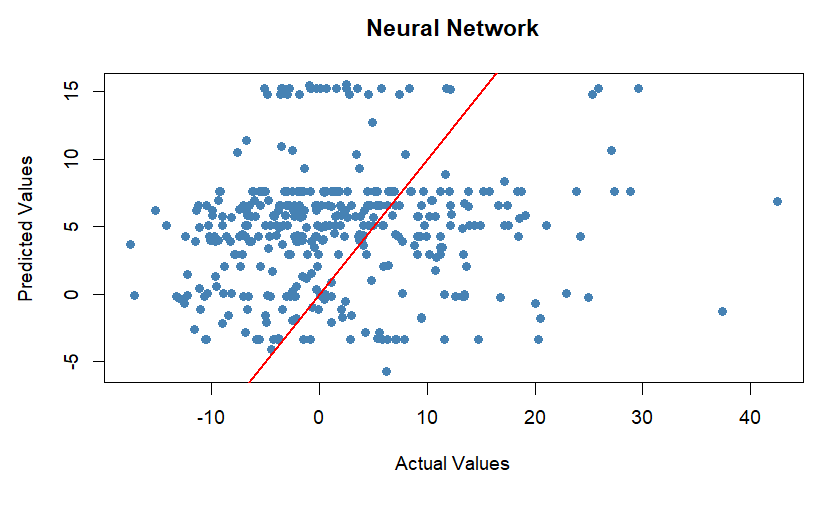 Neural Network
Predicted Values
15
10
5
0
-5
-10 0 10 20 30 40
Actual Values